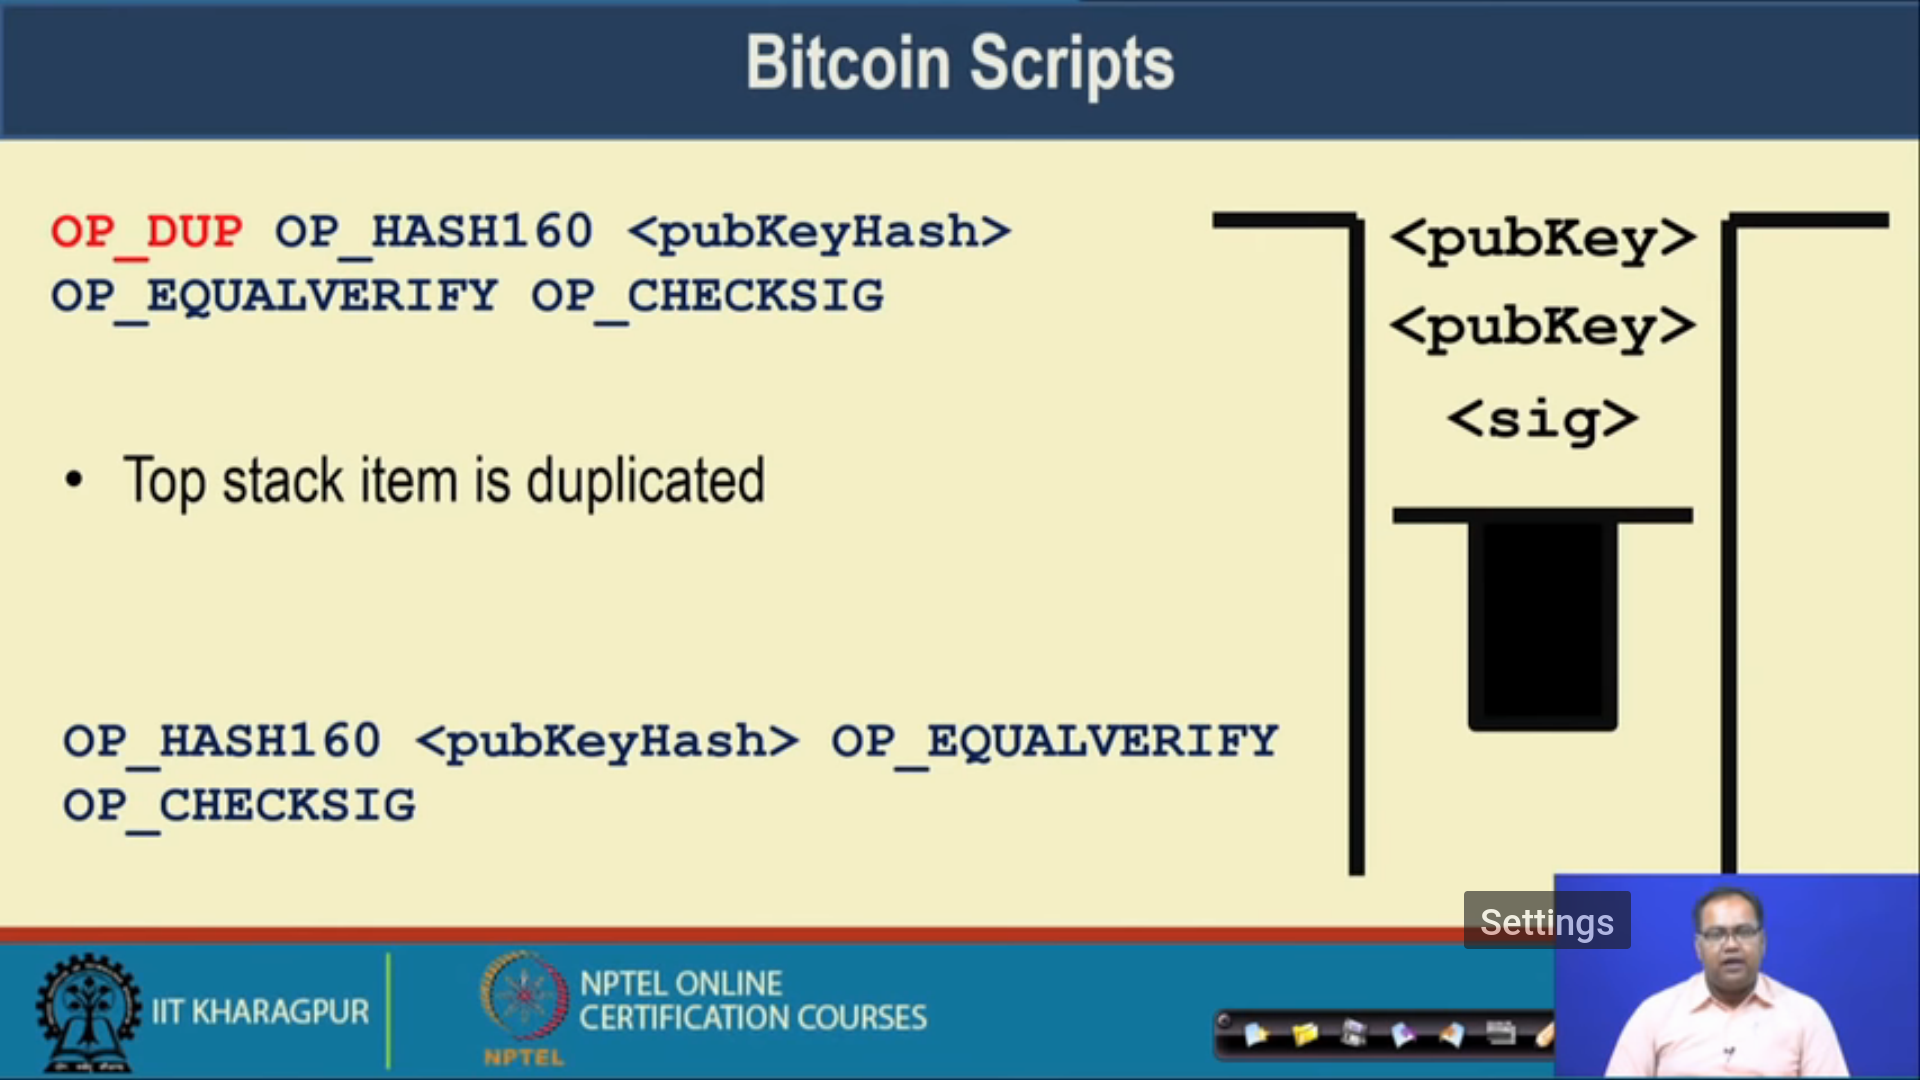 Bitcoin Scripts
OP_DUP OP_HASH160 <pubKeyHash>
OP_EQUALVERIFY OP_CHECKSIG
• Top stack item is duplicated
OP_HASH160 <pubKeyHash> OP_EQUALVERIFY
OP_CHECKSIG
<pubKey>
<pubKey>
<sig>
Settings
IIT KHARAGPUR
NPTEL
NPTEL ONLINE
CERTIFICATION COURSES